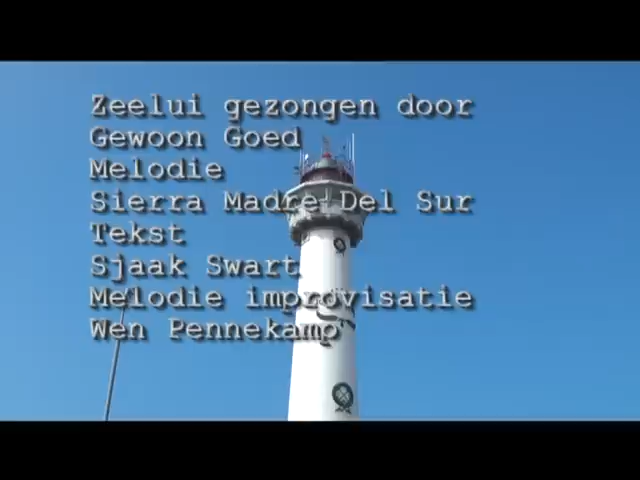 Zeelui gezongen door
Gewoon Goed
Melodie
Sierra Madre Del Sur
Tekst
Sjaak Swart
Melodie improvisatie
Wen Pennekamp